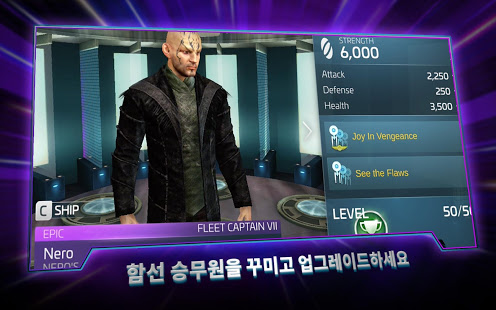 STRENGTH
6,000
Attack 2,250
Defense 250
Health 3,500
Joy In Vengeance
See the Flaws
LEVEL 50/50
C SHIP
EPIC FLEET CAPTAIN VII
Nero
NERO'S
함선 승무원을 꾸미고 업그레이드하세요